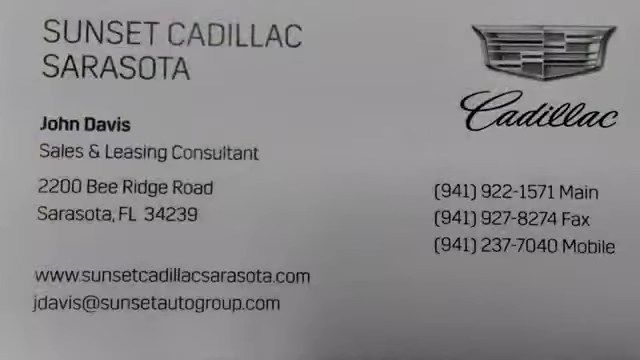 SUNSET CADILLAC
SARASOTA
Cadillac
John Davis
Sales & Leasing Consultant
2200 Bee Ridge Road
Sarasota, FL 34239
(941) 922-1571 Main
(941) 927-8274 Fax
(941) 237-7040 Mobile
www.sunsetcadillacsarasota.com
jdavis@sunsetautogroup.com